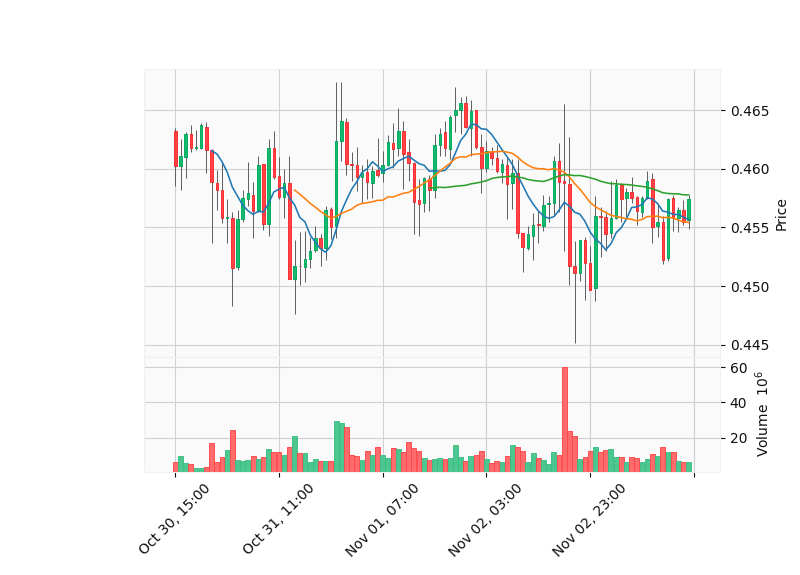 0.465
0.460
0.455
0.450
0.445
Price
60
40
20
Volume 10^6
Oct 30, 15:00
Oct 31, 11:00
Nov 01, 07:00
Nov 02, 03:00
Nov 02, 23:00